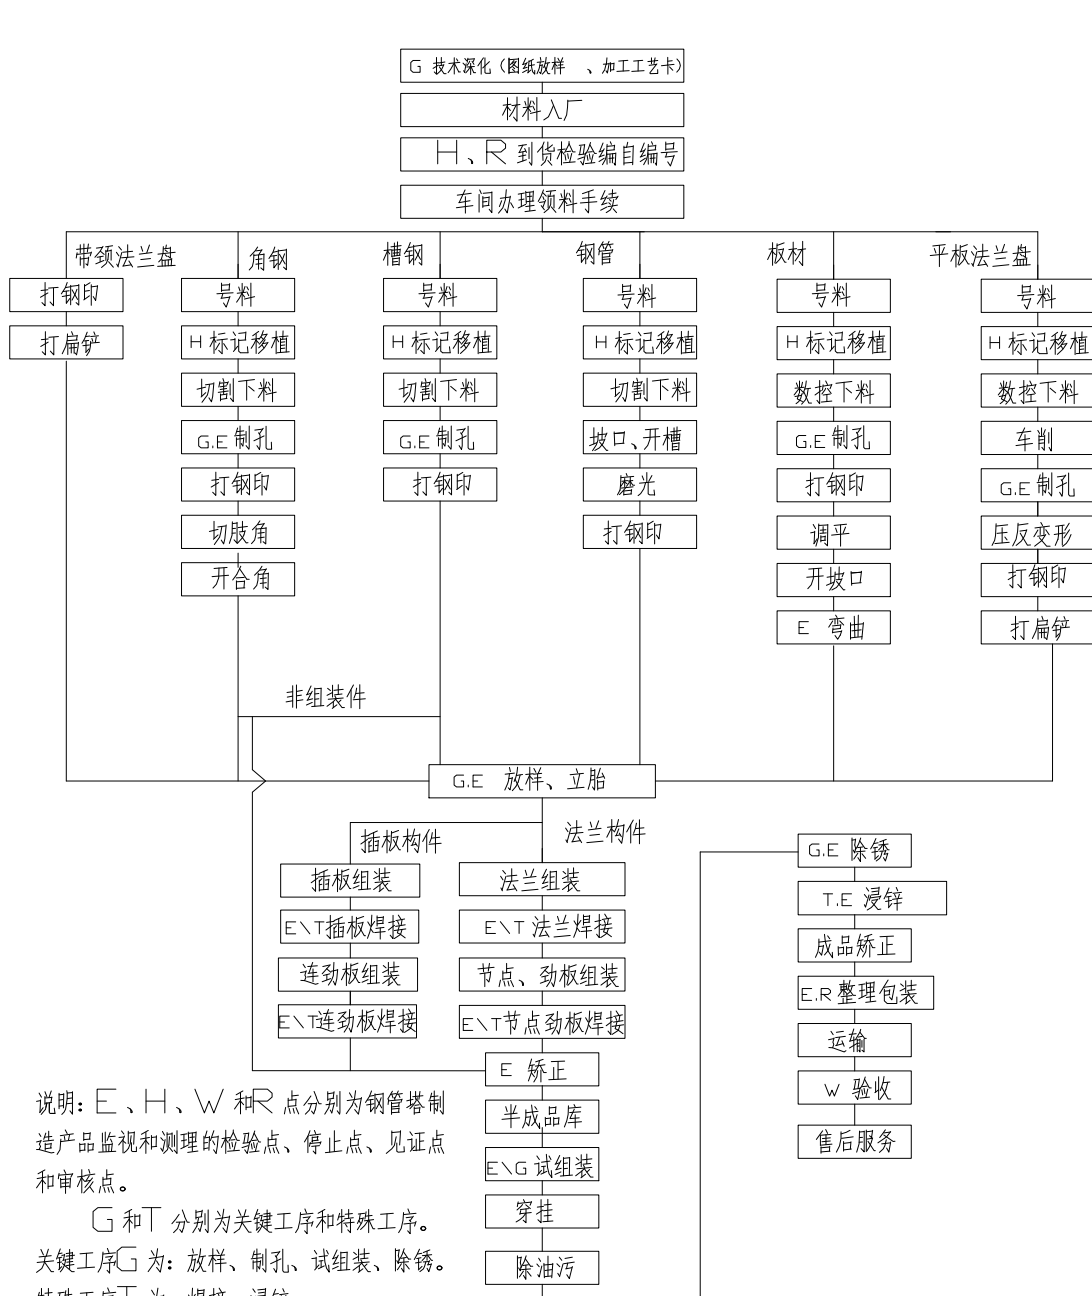 G 技术深化（图纸放样 、加工工艺卡）
材料入厂
H、R 到货检验编自编号
车间办理领料手续
带颈法兰盘
打钢印
打扁铲
角钢
号料
H 标记移植
切割下料
G.E 制孔
打钢印
切肢角
开合角
槽钢
号料
H 标记移植
切割下料
G.E 制孔
打钢印
钢管
号料
H 标记移植
切割下料
坡口、开槽
磨光
打钢印
板材
号料
H 标记移植
数控下料
G.E 制孔
打钢印
调平
开坡口
E 弯曲
平板法兰盘
号料
H 标记移植
数控下料
车削
G.E 制孔
压反变形
打钢印
打扁铲
非组装件
G.E 放样、立胎
插板构件
插板组装
E\T插板焊接
连劲板组装
E\T连劲板焊接
法兰构件
法兰组装
E\T 法兰焊接
节点、劲板组装
E\T节点劲板焊接
E 矫正
半成品库
E\G 试组装
穿挂
除油污
G.E 除锈
T.E 浸锌
成品矫正
E.R 整理包装
运输
W 验收
售后服务
说明：E、H、W 和R 点分别为钢管塔制
造产品监视和测理的检验点、停止点、见证点
和审核点。
G 和T 分别为关键工序和特殊工序。
关键工序G 为：放样、制孔、试组装、除锈。